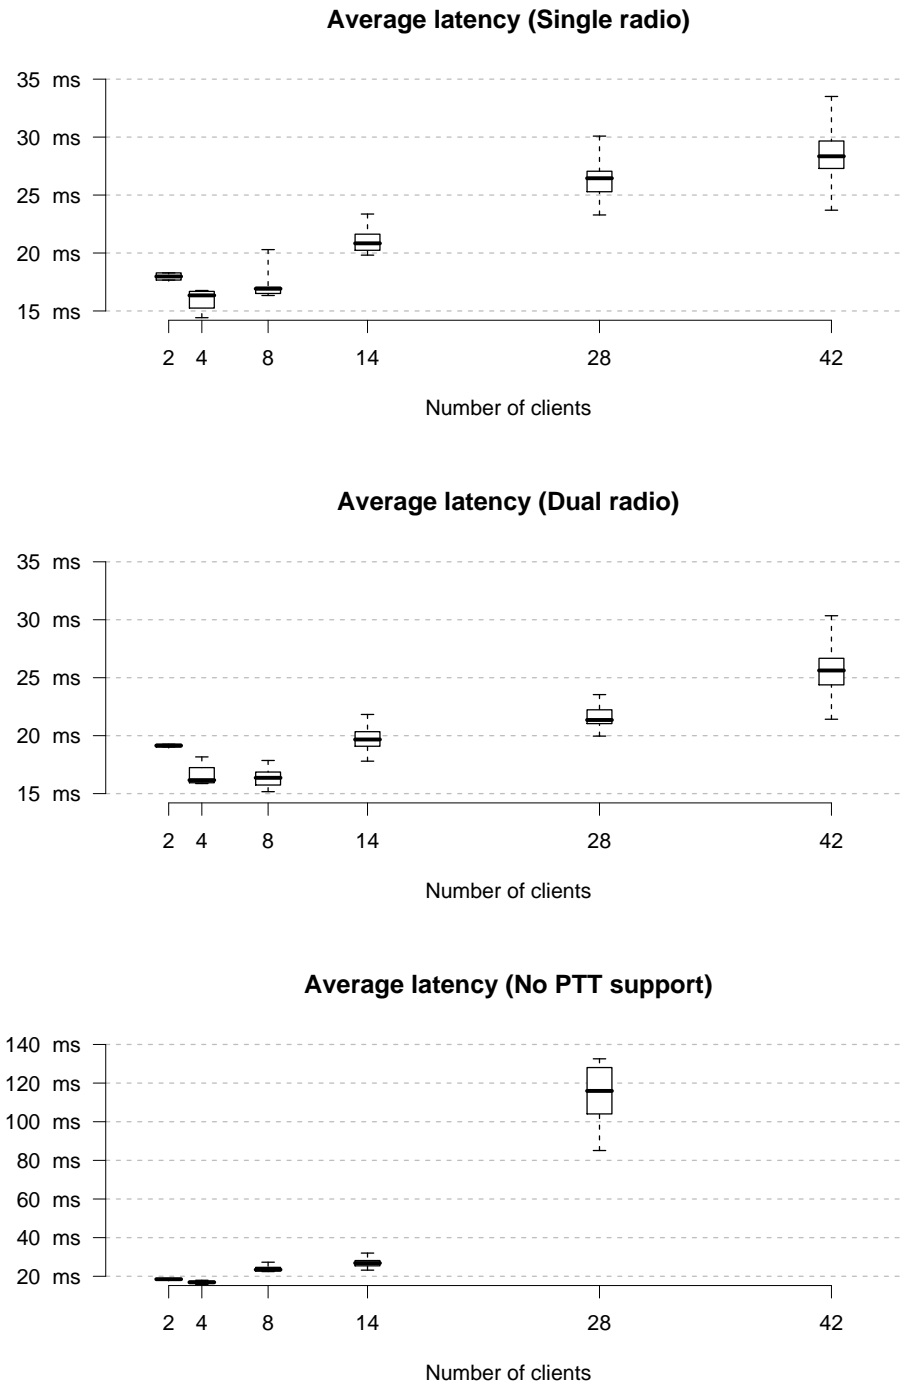 Average latency (Single radio)
35 ms
30 ms
25 ms
20 ms
15 ms
2 4 8 14 28 42
Number of clients
Average latency (Dual radio)
35 ms
30 ms
25 ms
20 ms
15 ms
2 4 8 14 28 42
Number of clients
Average latency (No PTT support)
140 ms
120 ms
100 ms
80 ms
60 ms
40 ms
20 ms
2 4 8 14 28 42
Number of clients